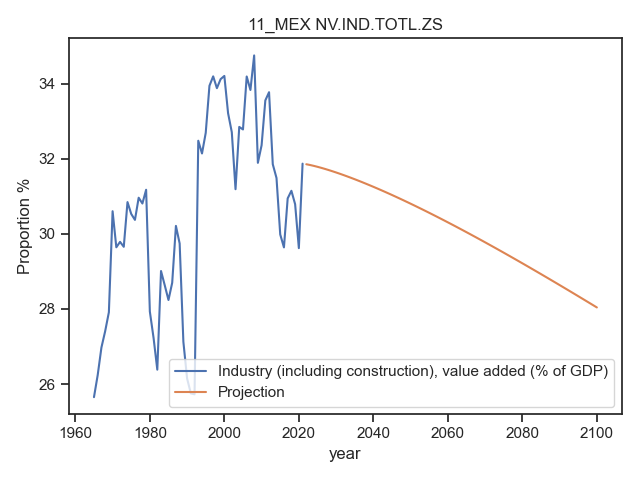 11_MEX NV.IND.TOTL.ZS
Proportion %
34
32
30
28
26
Industry (including construction), value added (% of GDP)
Projection
1960 1980 2000 2020 2040 2060 2080 2100
year